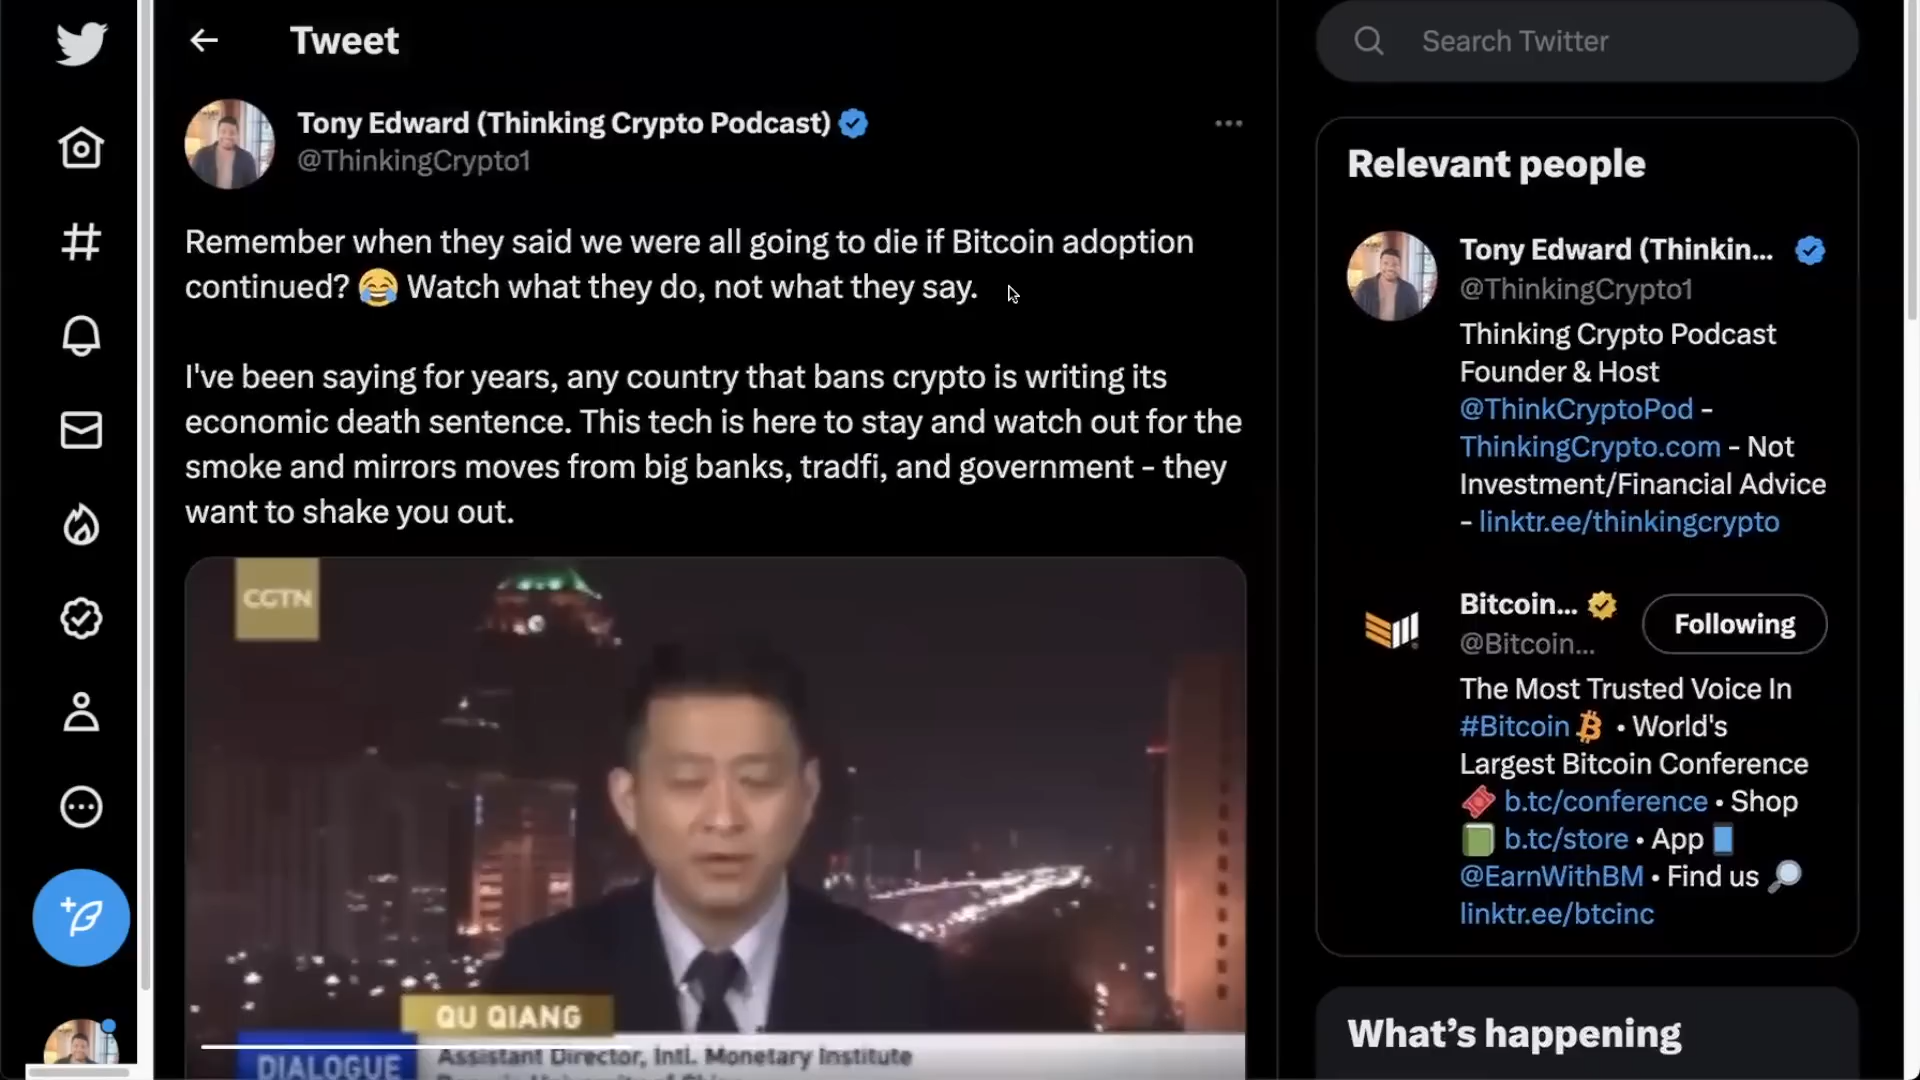 Tweet
Tony Edward (Thinking Crypto Podcast)
@ThinkingCrypto1
Remember when they said we were all going to die if Bitcoin adoption
continued? 😂 Watch what they do, not what they say.
I've been saying for years, any country that bans crypto is writing its
economic death sentence. This tech is here to stay and watch out for the
smoke and mirrors moves from big banks, tradfi, and government - they
want to shake you out.
CGTN
QU QIANG
DIALOGUE
Assistant Director, Intl. Monetary Institute
Search Twitter
Relevant people
Tony Edward (Thinkin...
@ThinkingCrypto1
Thinking Crypto Podcast
Founder & Host
@ThinkCryptoPod -
ThinkingCrypto.com - Not
Investment/Financial Advice
- linktr.ee/thinkingcrypto
Bitcoin...
@Bitcoin...
Following
The Most Trusted Voice In
#Bitcoin • World's
Largest Bitcoin Conference
🎟️ b.tc/conference • Shop
📗 b.tc/store • App 📘
@EarnWithBM • Find us 🔎
linktr.ee/btcinc
What's happening